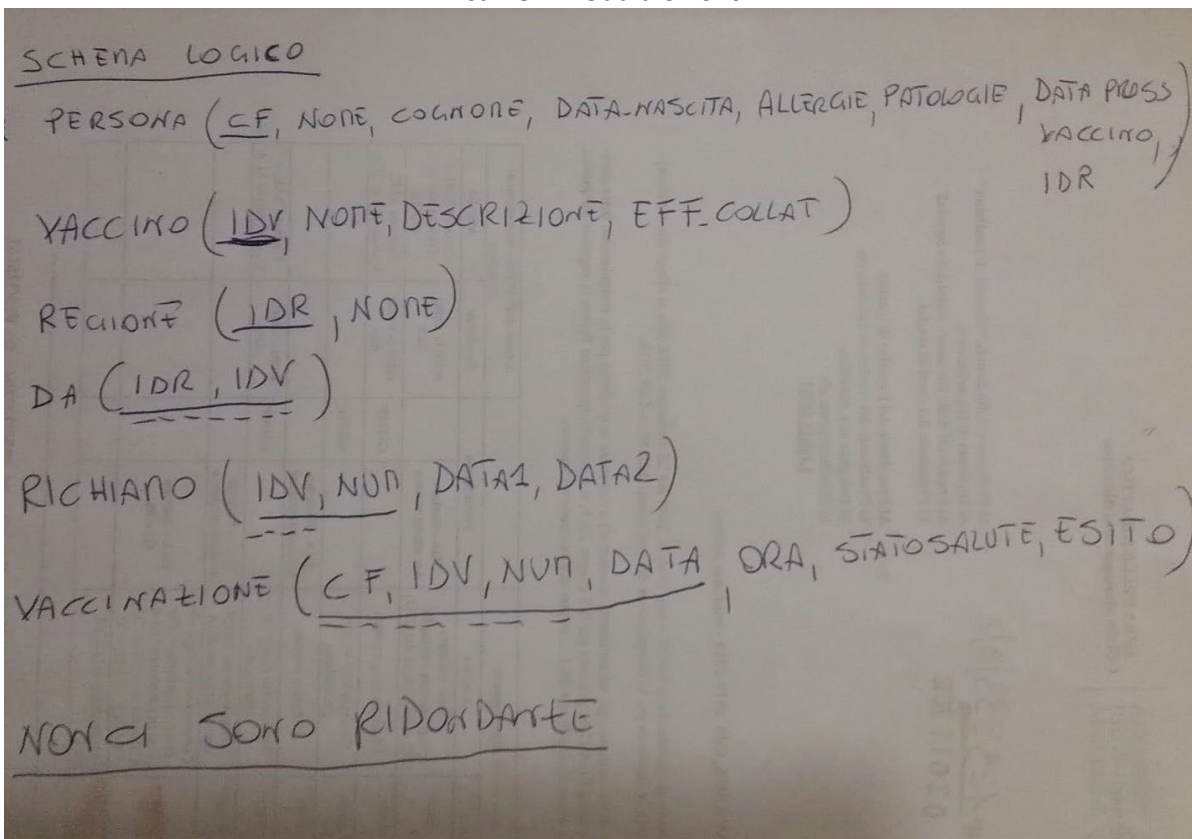 SCHEMA LOGICO
PERSONA (CF, NOME, COGNOME, DATA_NASCITA, ALLERGIE, PATOLOGIE, DATA PROSS
VACCINO,
IDR )
VACCINO (IDV, NOME, DESCRIZIONE, EFF_COLLAT)
REGIONE (IDR, NOME)
DA (IDR, IDV)
RICHIAMO (IDV, NUM, DATA1, DATA2)
VACCINAZIONE (CF, IDV, NUM, DATA, ORA, STATOSALUTE, ESITO)
NON CI SONO RIDONDANZE